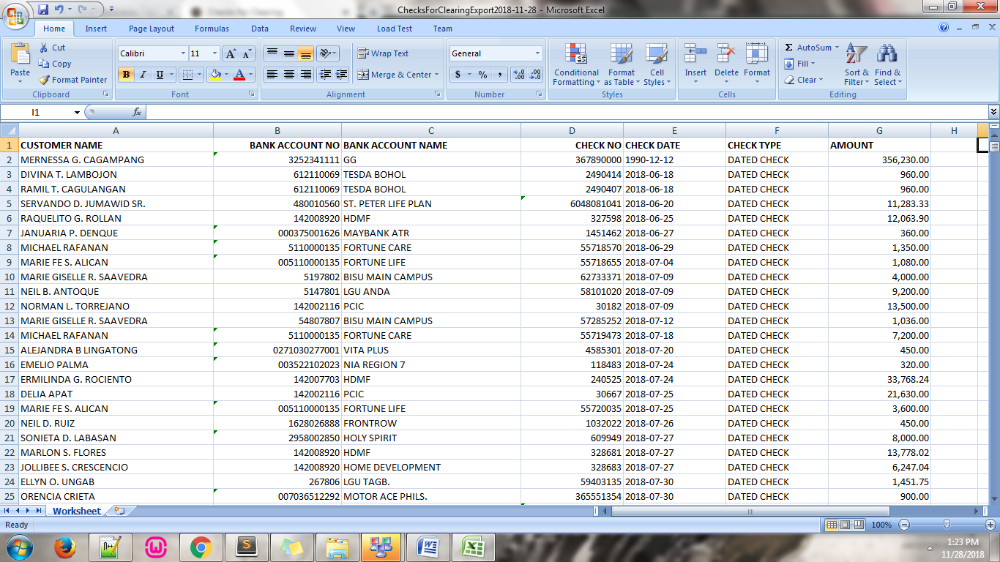 ChecksForClearingExport2018-11-28 - Microsoft Excel
Home Insert Page Layout Formulas Data Review View Load Test Team
Paste Cut Copy Format Painter Clipboard
Calibri 11 B I U A A A Font
Wrap Text Merge & Center Alignment
General $ % , .00 .0 Number
Conditional Formatting Format as Table Cell Styles Styles
Insert Delete Format Cells
Σ AutoSum Fill Clear Sort & Filter Find & Select Editing
I1 fx
A B C D E F G H
1 CUSTOMER NAME BANK ACCOUNT NO BANK ACCOUNT NAME CHECK NO CHECK DATE CHECK TYPE AMOUNT
2 MERNESSA G. CAGAMPANG 3252341111 GG 367890000 1990-12-12 DATED CHECK 356,230.00
3 DIVINA T. LAMBOJON 612110069 TESDA BOHOL 2490414 2018-06-18 DATED CHECK 960.00
4 RAMIL T. CAGULANGAN 612110069 TESDA BOHOL 2490407 2018-06-18 DATED CHECK 960.00
5 SERVANDO D. JUMAWID SR. 480010560 ST. PETER LIFE PLAN 6048081041 2018-06-20 DATED CHECK 11,283.33
6 RAQUELITO G. ROLLAN 142008920 HDMF 327598 2018-06-25 DATED CHECK 12,063.90
7 JANUARIA P. DENQUE 000375001626 MAYBANK ATR 1451462 2018-06-27 DATED CHECK 360.00
8 MICHAEL RAFANAN 5110000135 FORTUNE CARE 55718570 2018-06-29 DATED CHECK 1,350.00
9 MARIE FE S. ALICAN 005110000135 FORTUNE LIFE 55718655 2018-07-04 DATED CHECK 1,080.00
10 MARIE GISELLE R. SAAVEDRA 5197802 BISU MAIN CAMPUS 62733371 2018-07-09 DATED CHECK 4,000.00
11 NEIL B. ANTOQUE 5147801 LGU ANDA 58101020 2018-07-09 DATED CHECK 9,200.00
12 NORMAN L. TORREJANO 142002116 PCIC 30182 2018-07-09 DATED CHECK 13,500.00
13 MARIE GISELLE R. SAAVEDRA 54807807 BISU MAIN CAMPUS 57285252 2018-07-12 DATED CHECK 1,036.00
14 MICHAEL RAFANAN 5110000135 FORTUNE CARE 55719473 2018-07-18 DATED CHECK 7,200.00
15 ALEJANDRA B LINGATONG 0271030277001 VITA PLUS 4585301 2018-07-20 DATED CHECK 450.00
16 EMELIO PALMA 003522102023 NIA REGION 7 118483 2018-07-24 DATED CHECK 320.00
17 ERMILINDA G. ROCIENTO 142007703 HDMF 240525 2018-07-24 DATED CHECK 33,768.24
18 DELIA APAT 142002116 PCIC 30667 2018-07-25 DATED CHECK 21,630.00
19 MARIE FE S. ALICAN 005110000135 FORTUNE LIFE 55720035 2018-07-25 DATED CHECK 3,600.00
20 NEIL D. RUIZ 1628026888 FRONTROW 1032022 2018-07-26 DATED CHECK 450.00
21 SONIETA D. LABASAN 2958002850 HOLY SPIRIT 609949 2018-07-27 DATED CHECK 8,000.00
22 MARLON S. FLORES 142008920 HDMF 328681 2018-07-27 DATED CHECK 13,778.02
23 JOLLIBEE S. CRESCENCIO 142008920 HOME DEVELOPMENT 328683 2018-07-27 DATED CHECK 6,247.04
24 ELLYN O. UNGAB 267806 LGU TAGB. 59403135 2018-07-30 DATED CHECK 1,451.75
25 ORENCIA CRIETA 007036512292 MOTOR ACE PHILS. 365551354 2018-07-30 DATED CHECK 900.00
Worksheet
Ready 100%
1:23 PM
11/28/2018